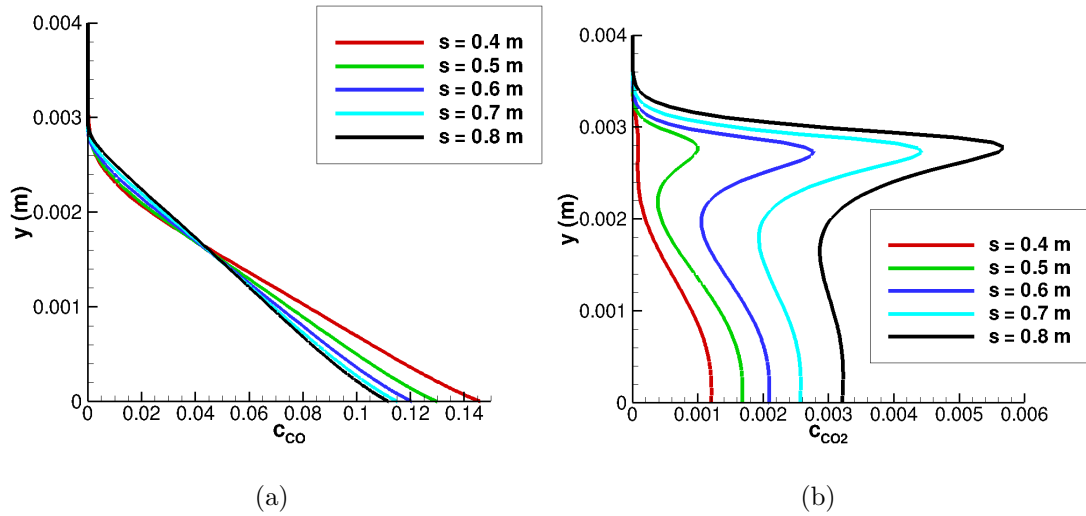 0.004
0.003
0.002
0.001
0
y (m)
0 0.02 0.04 0.06 0.08 0.10 0.12 0.14
cCO
s = 0.4 m
s = 0.5 m
s = 0.6 m
s = 0.7 m
s = 0.8 m
(a)
0.004
0.003
0.002
0.001
0
y (m)
0 0.001 0.002 0.003 0.004 0.005 0.006
cCO2
s = 0.4 m
s = 0.5 m
s = 0.6 m
s = 0.7 m
s = 0.8 m
(b)